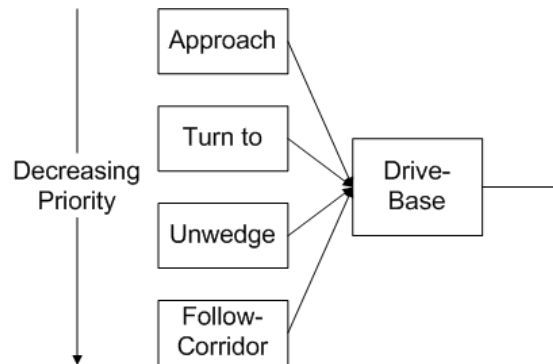 Approach
Turn to
Decreasing
Priority
Drive-
Base
Unwedge
Follow-
Corridor